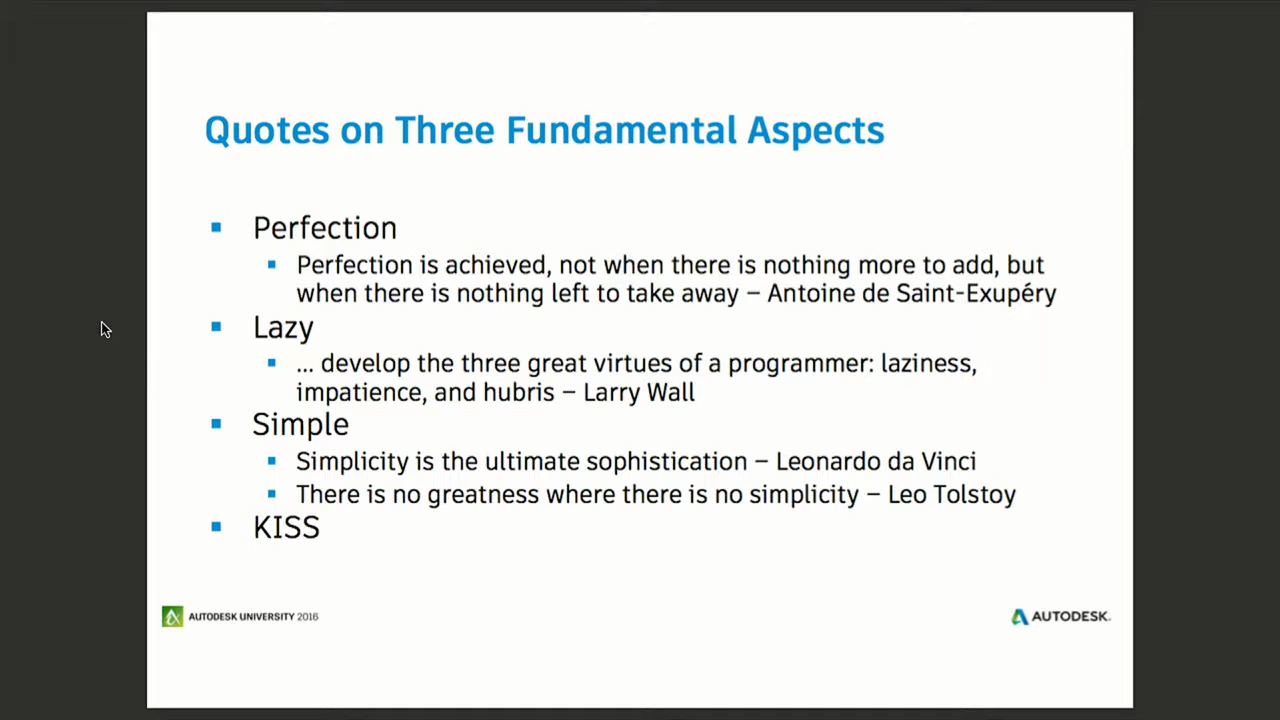 Quotes on Three Fundamental Aspects
Perfection
Perfection is achieved, not when there is nothing more to add, but
when there is nothing left to take away – Antoine de Saint-Exupéry
Lazy
... develop the three great virtues of a programmer: laziness,
impatience, and hubris – Larry Wall
Simple
Simplicity is the ultimate sophistication – Leonardo da Vinci
There is no greatness where there is no simplicity – Leo Tolstoy
KISS
AUTODESK UNIVERSITY 2016
AUTODESK.